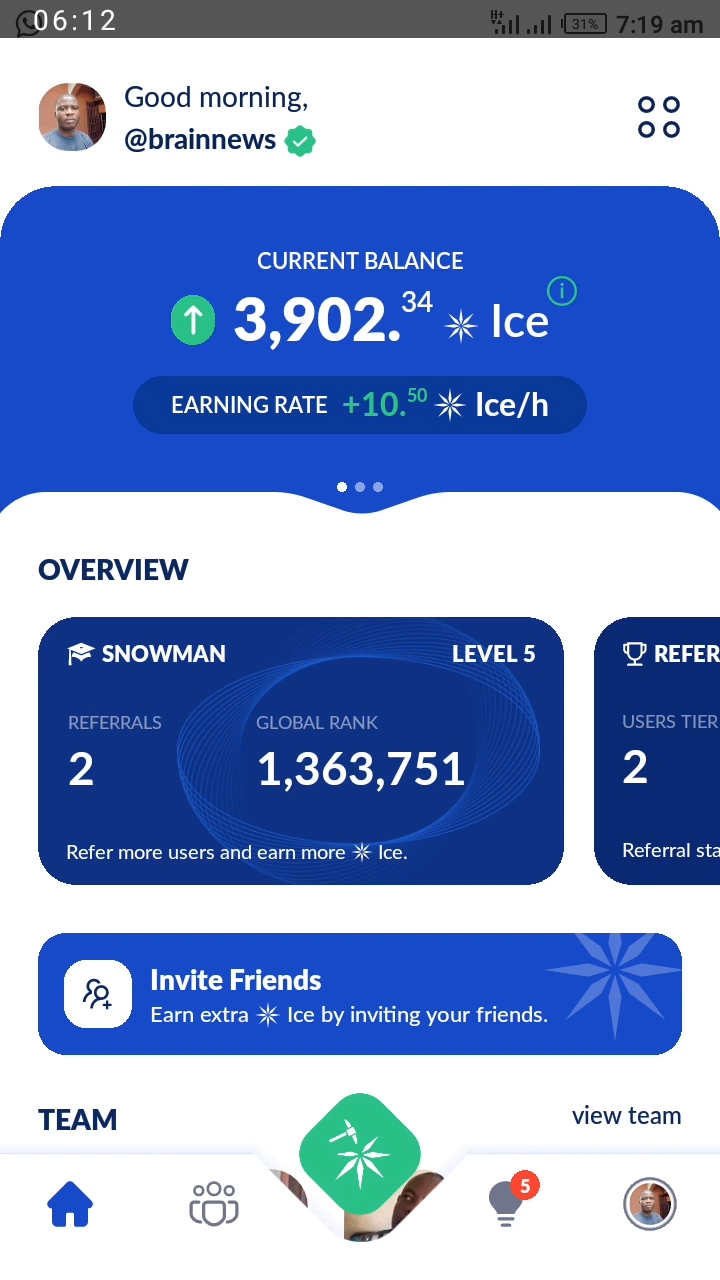 06:12 H+ 31% 7:19 am
Good morning,
@brainnews
CURRENT BALANCE
3,902.34 Ice i
EARNING RATE +10.50 Ice/h
OVERVIEW
SNOWMAN LEVEL 5
REFERRALS GLOBAL RANK
2 1,363,751
Refer more users and earn more Ice.
REFER
USERS TIER
2
Referral sta
Invite Friends
Earn extra Ice by inviting your friends.
TEAM view team
5